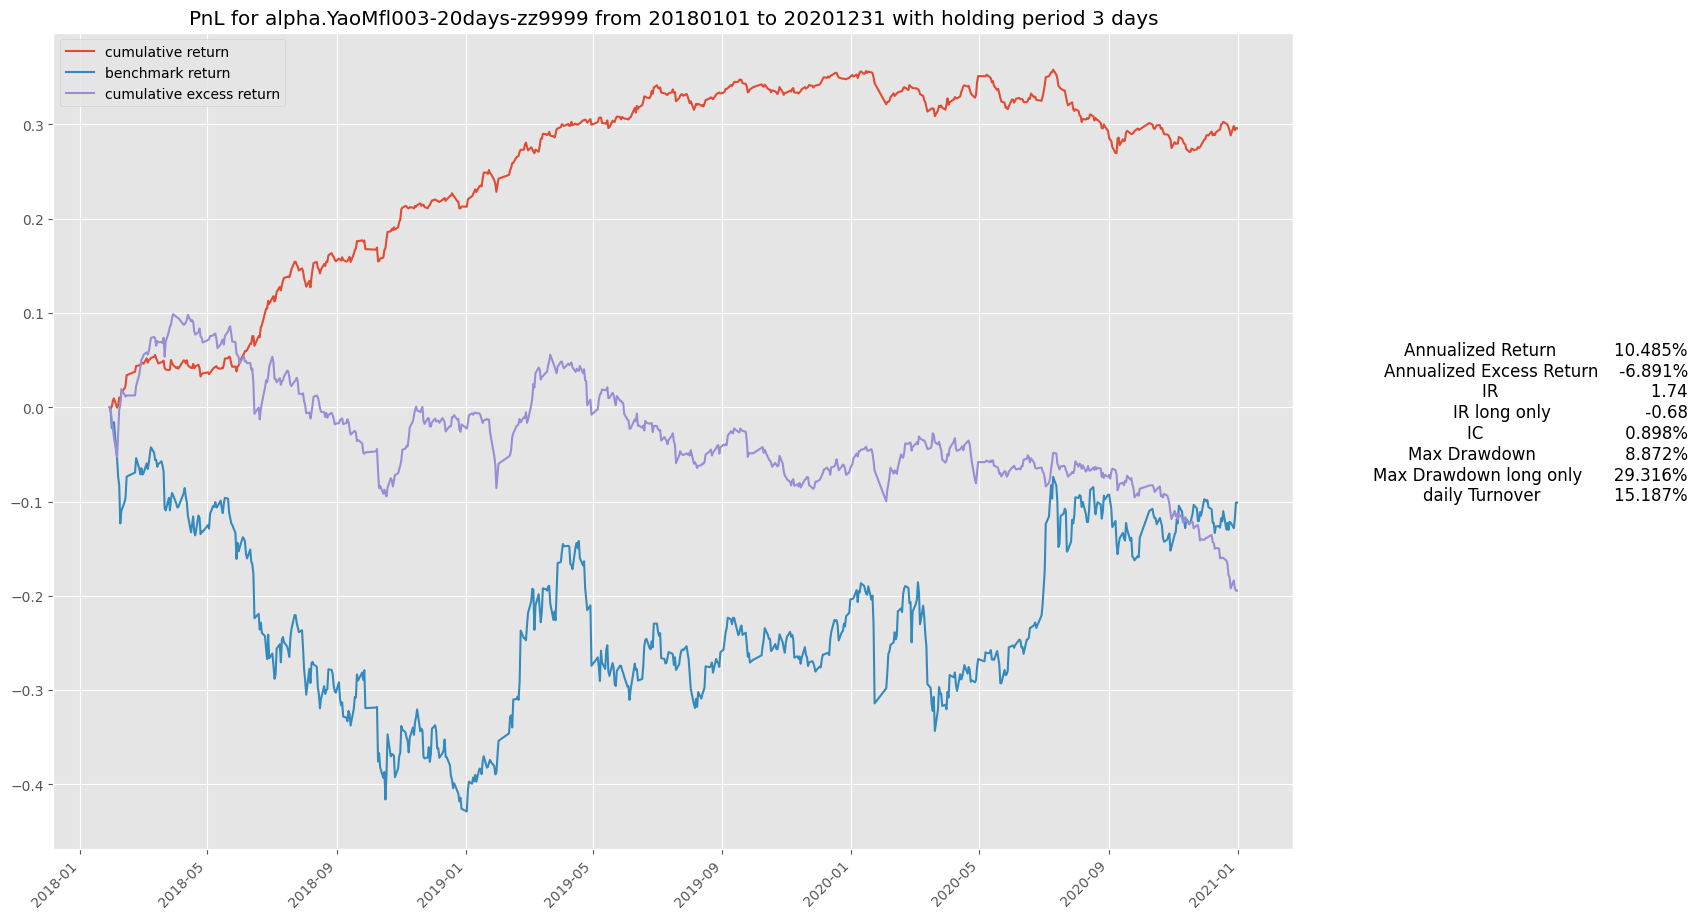 PnL for alpha.YaoMfl003-20days-zz9999 from 20180101 to 20201231 with holding period 3 days
cumulative return
benchmark return
cumulative excess return
0.3
0.2
0.1
0.0
−0.1
−0.2
−0.3
−0.4
2018-01
2018-05
2018-09
2019-01
2019-05
2019-09
2020-01
2020-05
2020-09
2021-01
Annualized Return 10.485%
Annualized Excess Return -6.891%
IR 1.74
IR long only -0.68
IC 0.898%
Max Drawdown 8.872%
Max Drawdown long only 29.316%
daily Turnover 15.187%